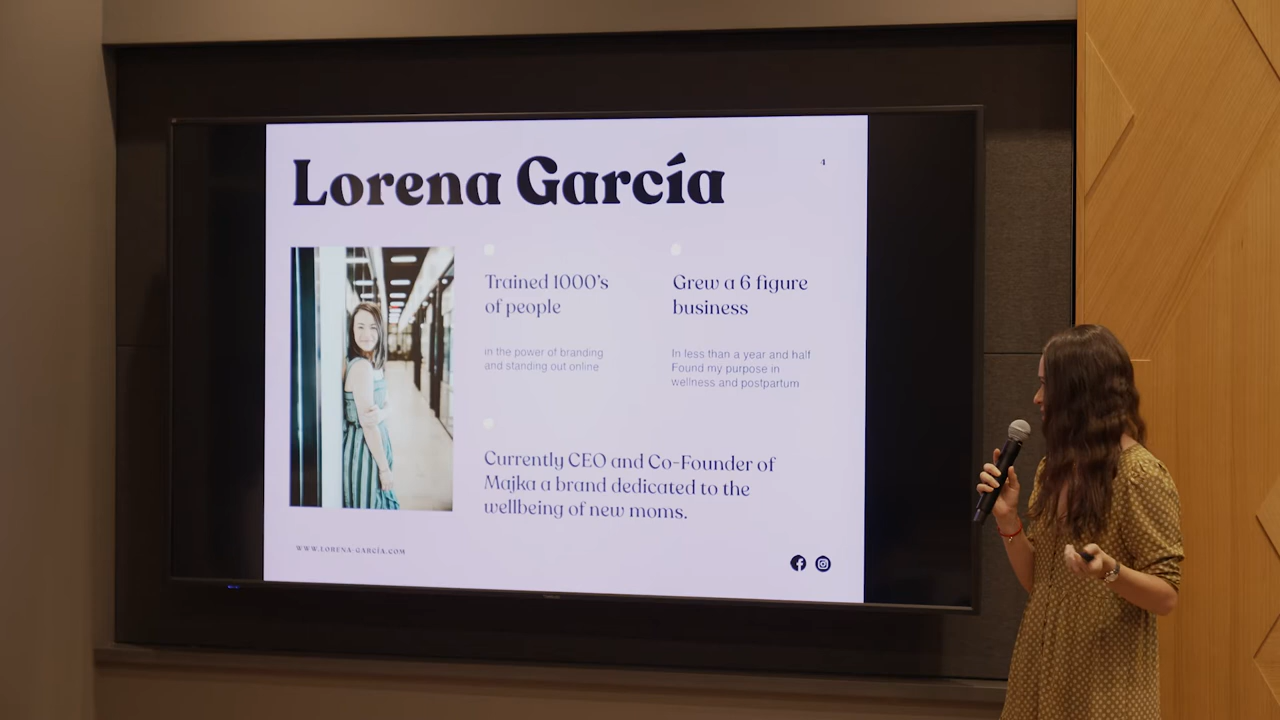 Lorena García
4
Trained 1000's
of people
in the power of branding
and standing out online
Grew a 6 figure
business
In less than a year and half
Found my purpose in
wellness and postpartum
Currently CEO and Co-Founder of
Majka a brand dedicated to the
wellbeing of new moms.
WWW.LORENA-GARCÍA.COM